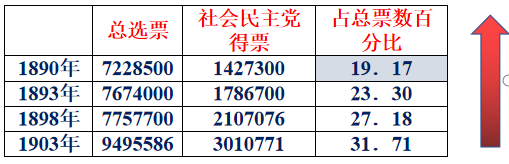 总选票 社会民主党得票 占总票数百分比
1890年 7228500 1427300 19．17
1893年 7674000 1786700 23．30
1898年 7757700 2107076 27．18
1903年 9495586 3010771 31．71